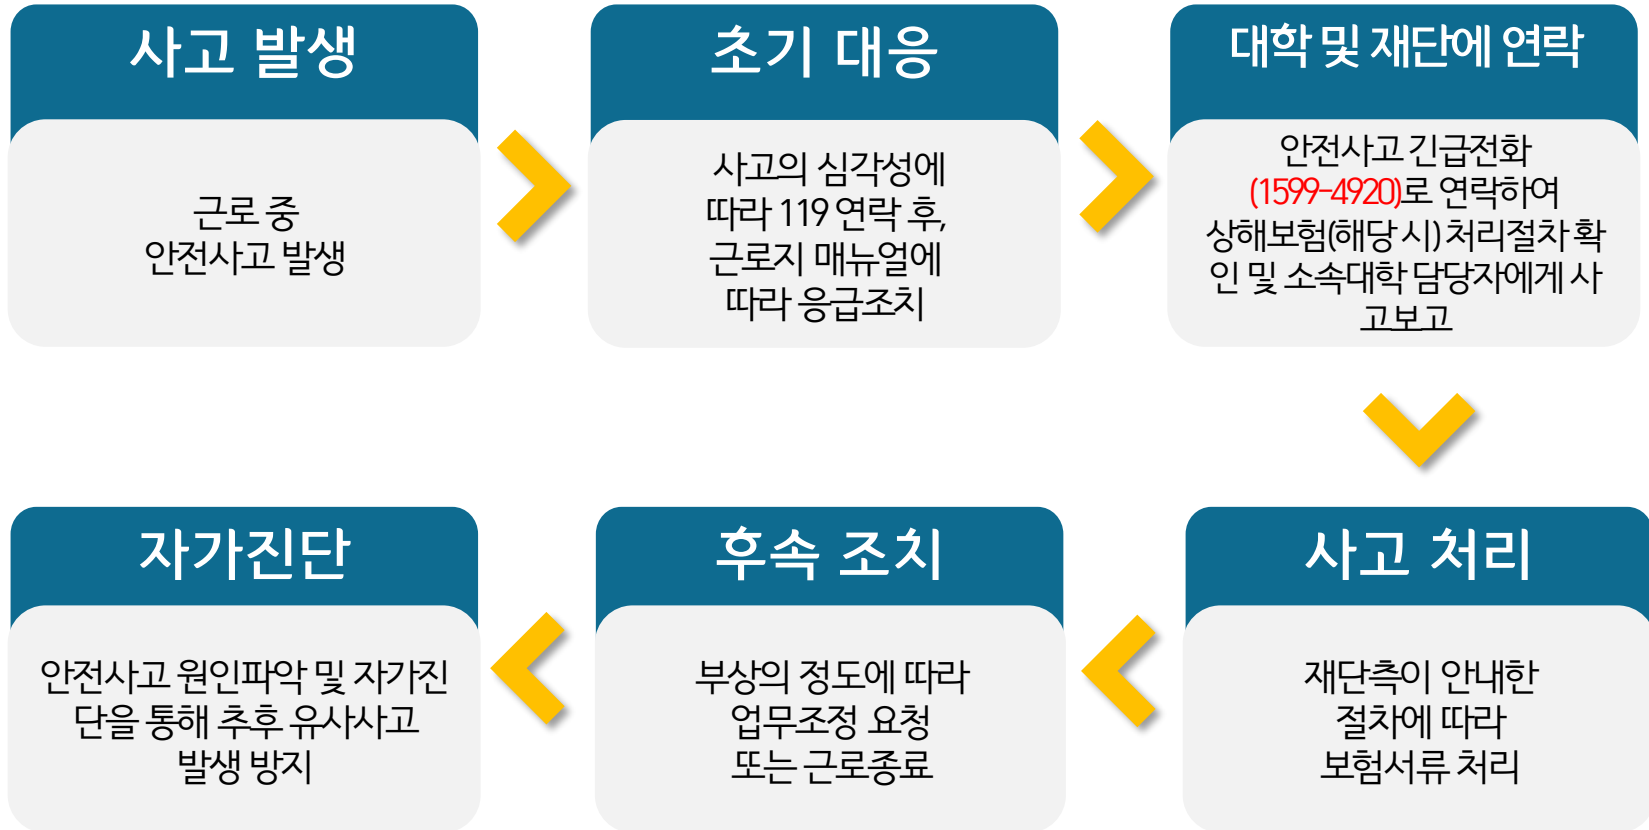 사고 발생
근로 중
안전사고 발생
초기 대응
사고의 심각성에
따라 119 연락 후,
근로지 매뉴얼에
따라 응급조치
대학 및 재단에 연락
안전사고 긴급전화
(1599-4920)로 연락하여
상해보험(해당 시) 처리절차 확
인 및 소속대학 담당자에게 사
고보고
사고 처리
재단측이 안내한
절차에 따라
보험서류 처리
후속 조치
부상의 정도에 따라
업무조정 요청
또는 근로종료
자가진단
안전사고 원인파악 및 자가진
단을 통해 추후 유사사고
발생 방지